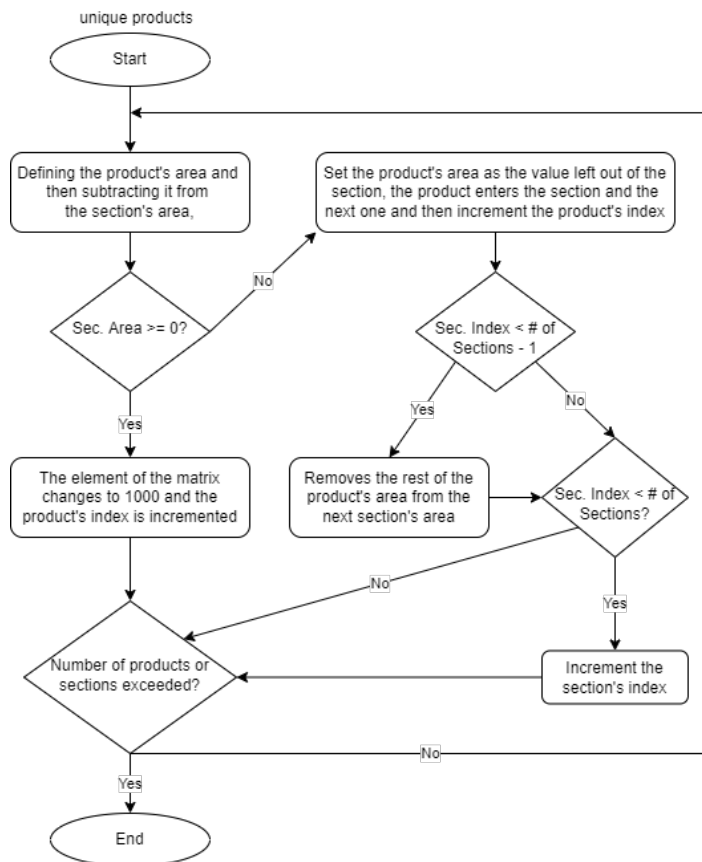 unique products
Start
Defining the product's area and
then subtracting it from
the section's area,
Set the product's area as the value left out of the
section, the product enters the section and the
next one and then increment the product's index
No
Sec. Area >= 0?
Sec. Index < # of
Sections - 1
Yes
No
Yes
The element of the matrix
changes to 1000 and the
product's index is incremented
Removes the rest of the
product's area from the
next section's area
Sec. Index < # of
Sections?
No
Yes
Number of products or
sections exceeded?
Increment the
section's index
No
Yes
End